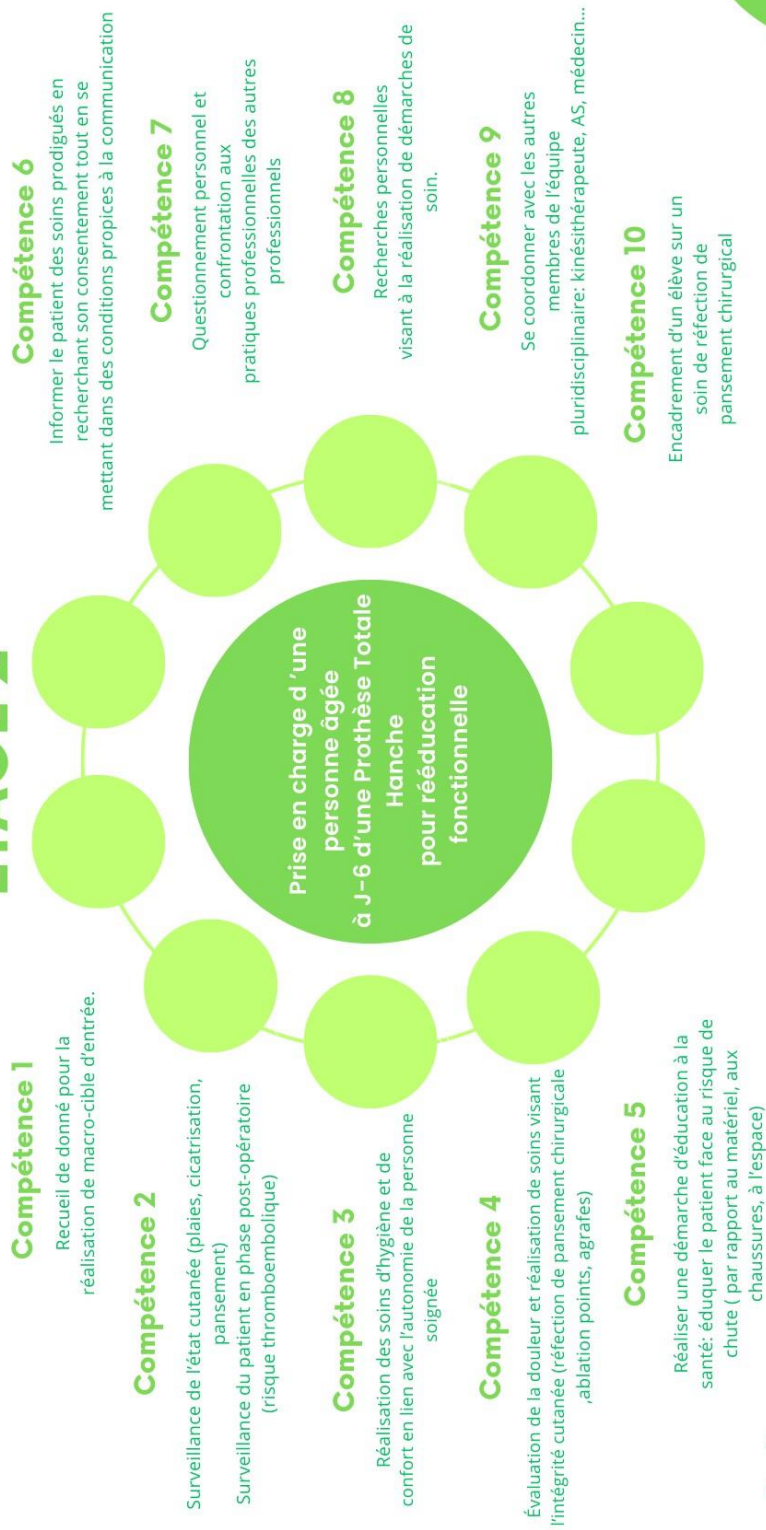 Compétence 1
Recueil de donné pour la
réalisation de macro-cible d'entrée.
Compétence 2
Surveillance de l'état cutanée (plaies, cicatrisation,
pansement)
Surveillance du patient en phase post-opératoire
(risque thromboembolique)
Compétence 3
Réalisation des soins d'hygiène et de
confort en lien avec l'autonomie de la personne
soignée
Compétence 4
Évaluation de la douleur et réalisation de soins visant
l'intégrité cutanée (réfection de pansement chirurgicale
,ablation points, agrafes)
Compétence 5
Réaliser une démarche d'éducation à la
santé: éduquer le patient face au risque de
chute ( par rapport au matériel, aux
chaussures, à l'espace)
Prise en charge d 'une
personne âgée
à J-6 d'une Prothèse Totale
Hanche
pour rééducation
fonctionnelle
Compétence 6
Informer le patient des soins prodigués en
recherchant son consentement tout en se
mettant dans des conditions propices à la communication
Compétence 7
Questionnement personnel et
confrontation aux
pratiques professionnelles des autres
professionnels
Compétence 8
Recherches personnelles
visant à la réalisation de démarches de
soin.
Compétence 9
Se coordonner avec les autres
membres de l'équipe
pluridisciplinaire: kinésithérapeute, AS, médecin...
Compétence 10
Encadrement d'un élève sur un
soin de réfection de
pansement chirurgical